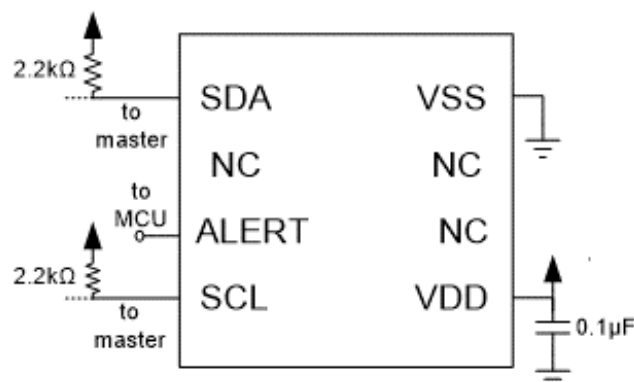 2.2kΩ
SDA
VSS
to
master
NC
NC
to
MCU
ALERT
NC
2.2kΩ
SCL
VDD
to
master
0.1µF